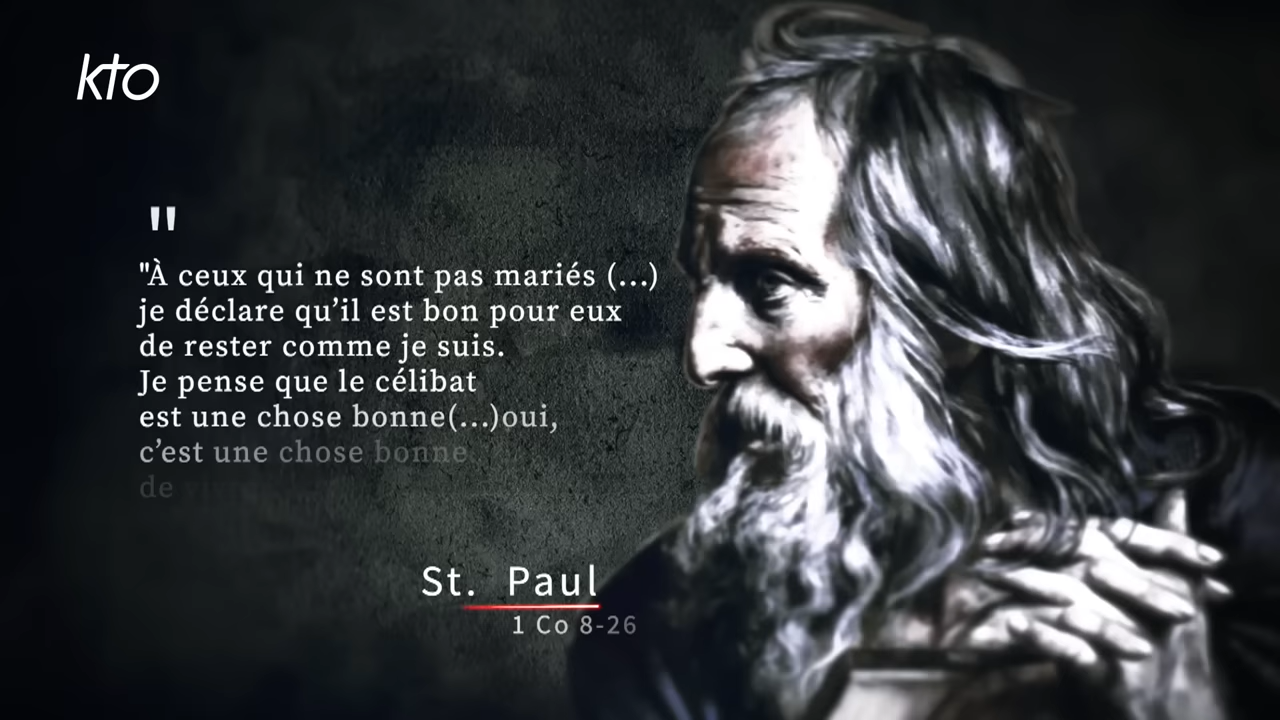 kto
"
"À ceux qui ne sont pas mariés (...)
je déclare qu’il est bon pour eux
de rester comme je suis.
Je pense que le célibat
est une chose bonne(...)oui,
c’est une chose bonne
de vivre
St. Paul
1 Co 8-26